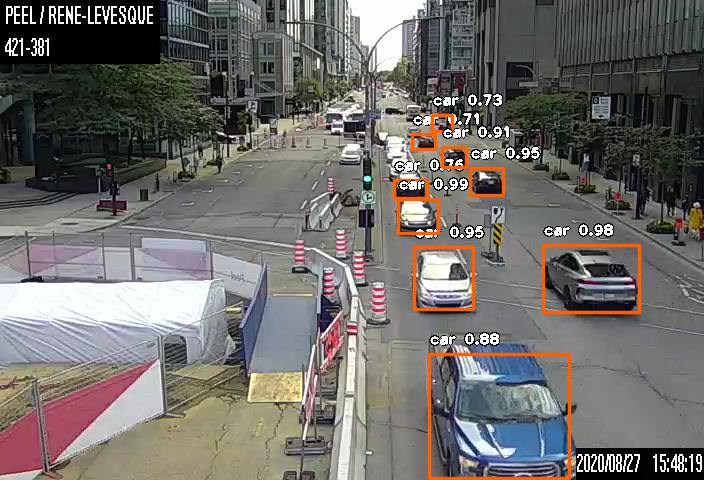 PEEL / RENE-LEVESQUE
421-381
car 0.73
car 0.71
car 0.91
car 0.95
car 0.76
car 0.99
car 0.95
car 0.98
car 0.88
2020/08/27 15:48:19